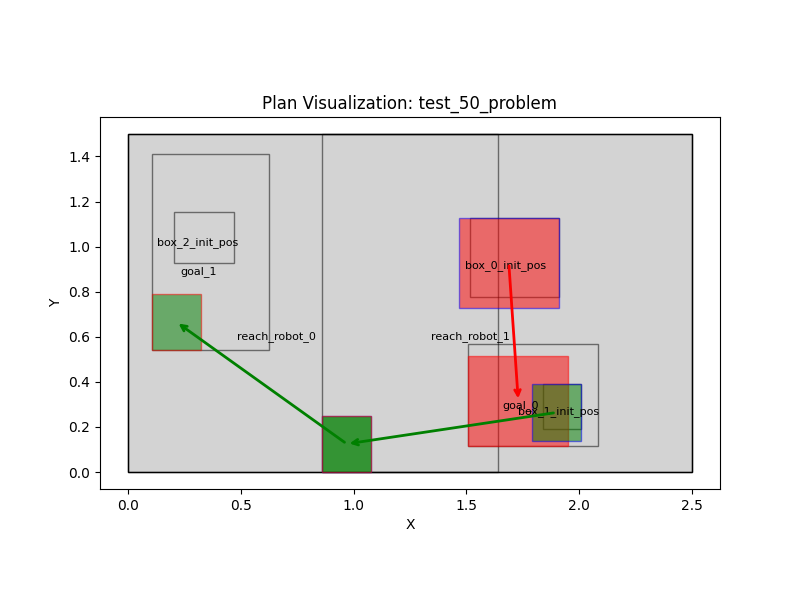 Plan Visualization: test_50_problem
1.4
1.2
1.0
0.8
0.6
0.4
0.2
0.0
Y
box_2_init_pos
goal_1
box_0_init_pos
reach_robot_0
reach_robot_1
goal_0
box_1_init_pos
0.0 0.5 1.0 1.5 2.0 2.5
X